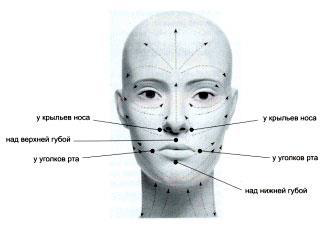 у крыльев носа
у крыльев носа
над верхней губой
у уголков рта
у уголков рта
над нижней губой